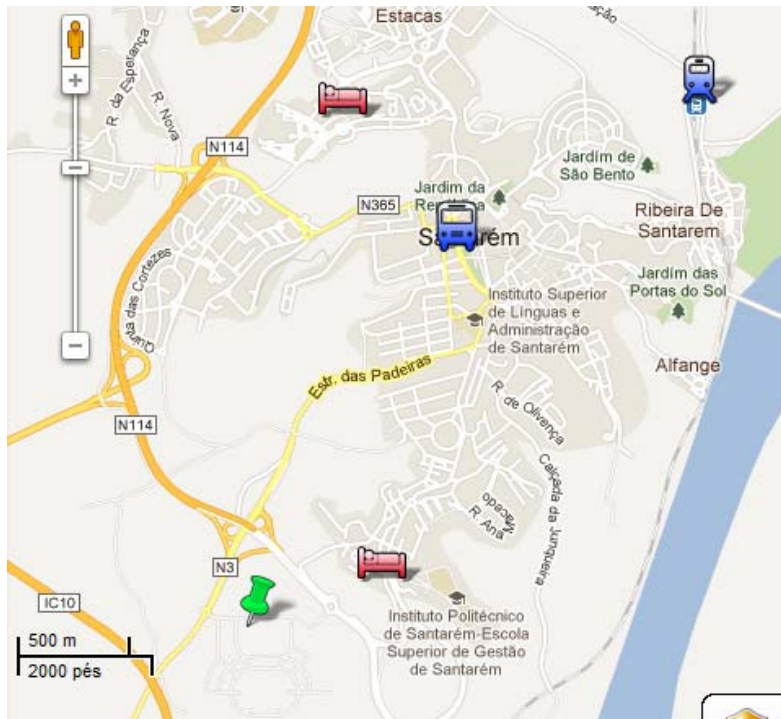 Estacas
ração
R. da Esperança
R. Nova
N114
Jardim de
São Bento
Jardim da
República
N365
Ribeira De
Santarem
Santarém
Quinta das Cortezes
Jardim das
Portas do Sol
Instituto Superior
de Línguas e
Administração
de Santarém
Estr. das Padeiras
Alfange
R. de Olivença
N114
Calçada da Junqueira
R. Ana
Macedo
N3
IC10
Instituto Politécnico
de Santarém-Escola
Superior de Gestão
de Santarém
500 m
2000 pés